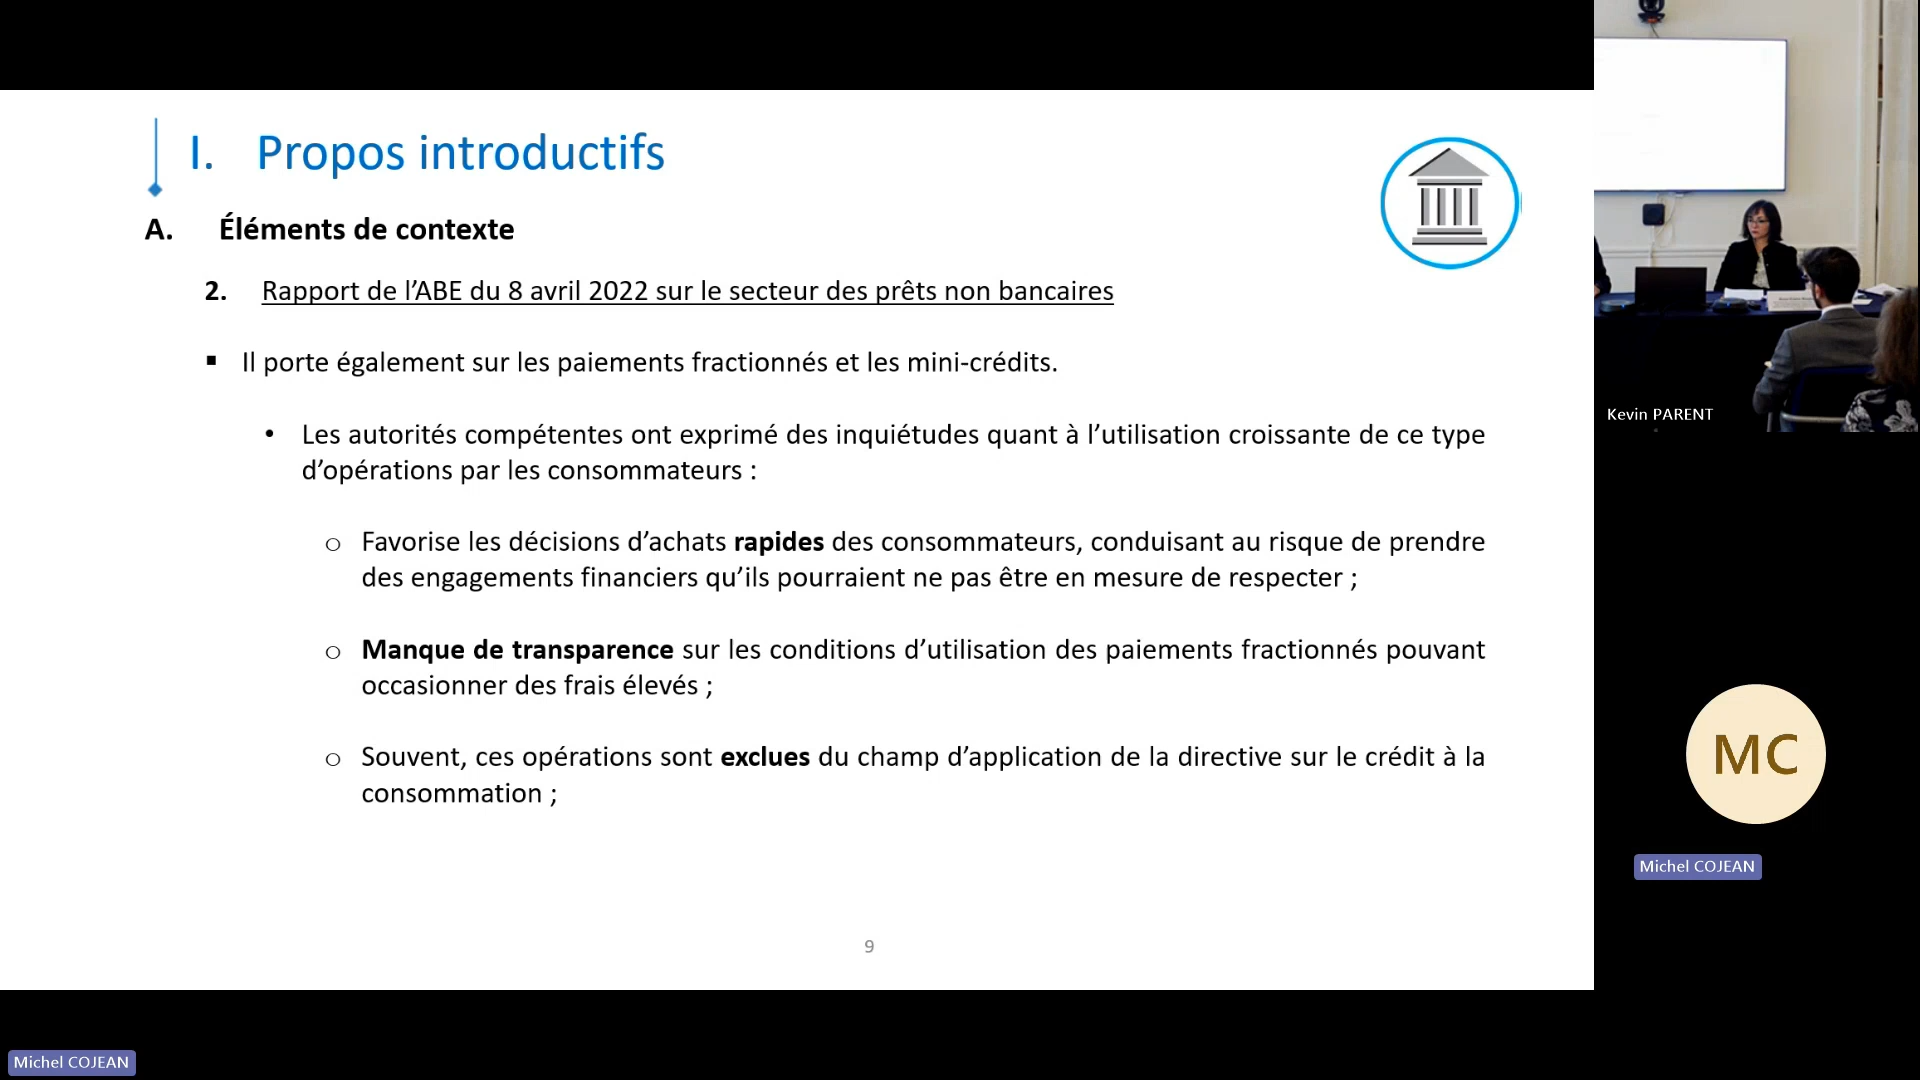 I. Propos introductifs
A. Éléments de contexte
2. Rapport de l’ABE du 8 avril 2022 sur le secteur des prêts non bancaires
▪ Il porte également sur les paiements fractionnés et les mini-crédits.
• Les autorités compétentes ont exprimé des inquiétudes quant à l’utilisation croissante de ce type
d’opérations par les consommateurs :
o Favorise les décisions d’achats rapides des consommateurs, conduisant au risque de prendre
des engagements financiers qu’ils pourraient ne pas être en mesure de respecter ;
o Manque de transparence sur les conditions d’utilisation des paiements fractionnés pouvant
occasionner des frais élevés ;
o Souvent, ces opérations sont exclues du champ d’application de la directive sur le crédit à la
consommation ;
9
Kevin PARENT
MC
Michel COJEAN
Michel COJEAN